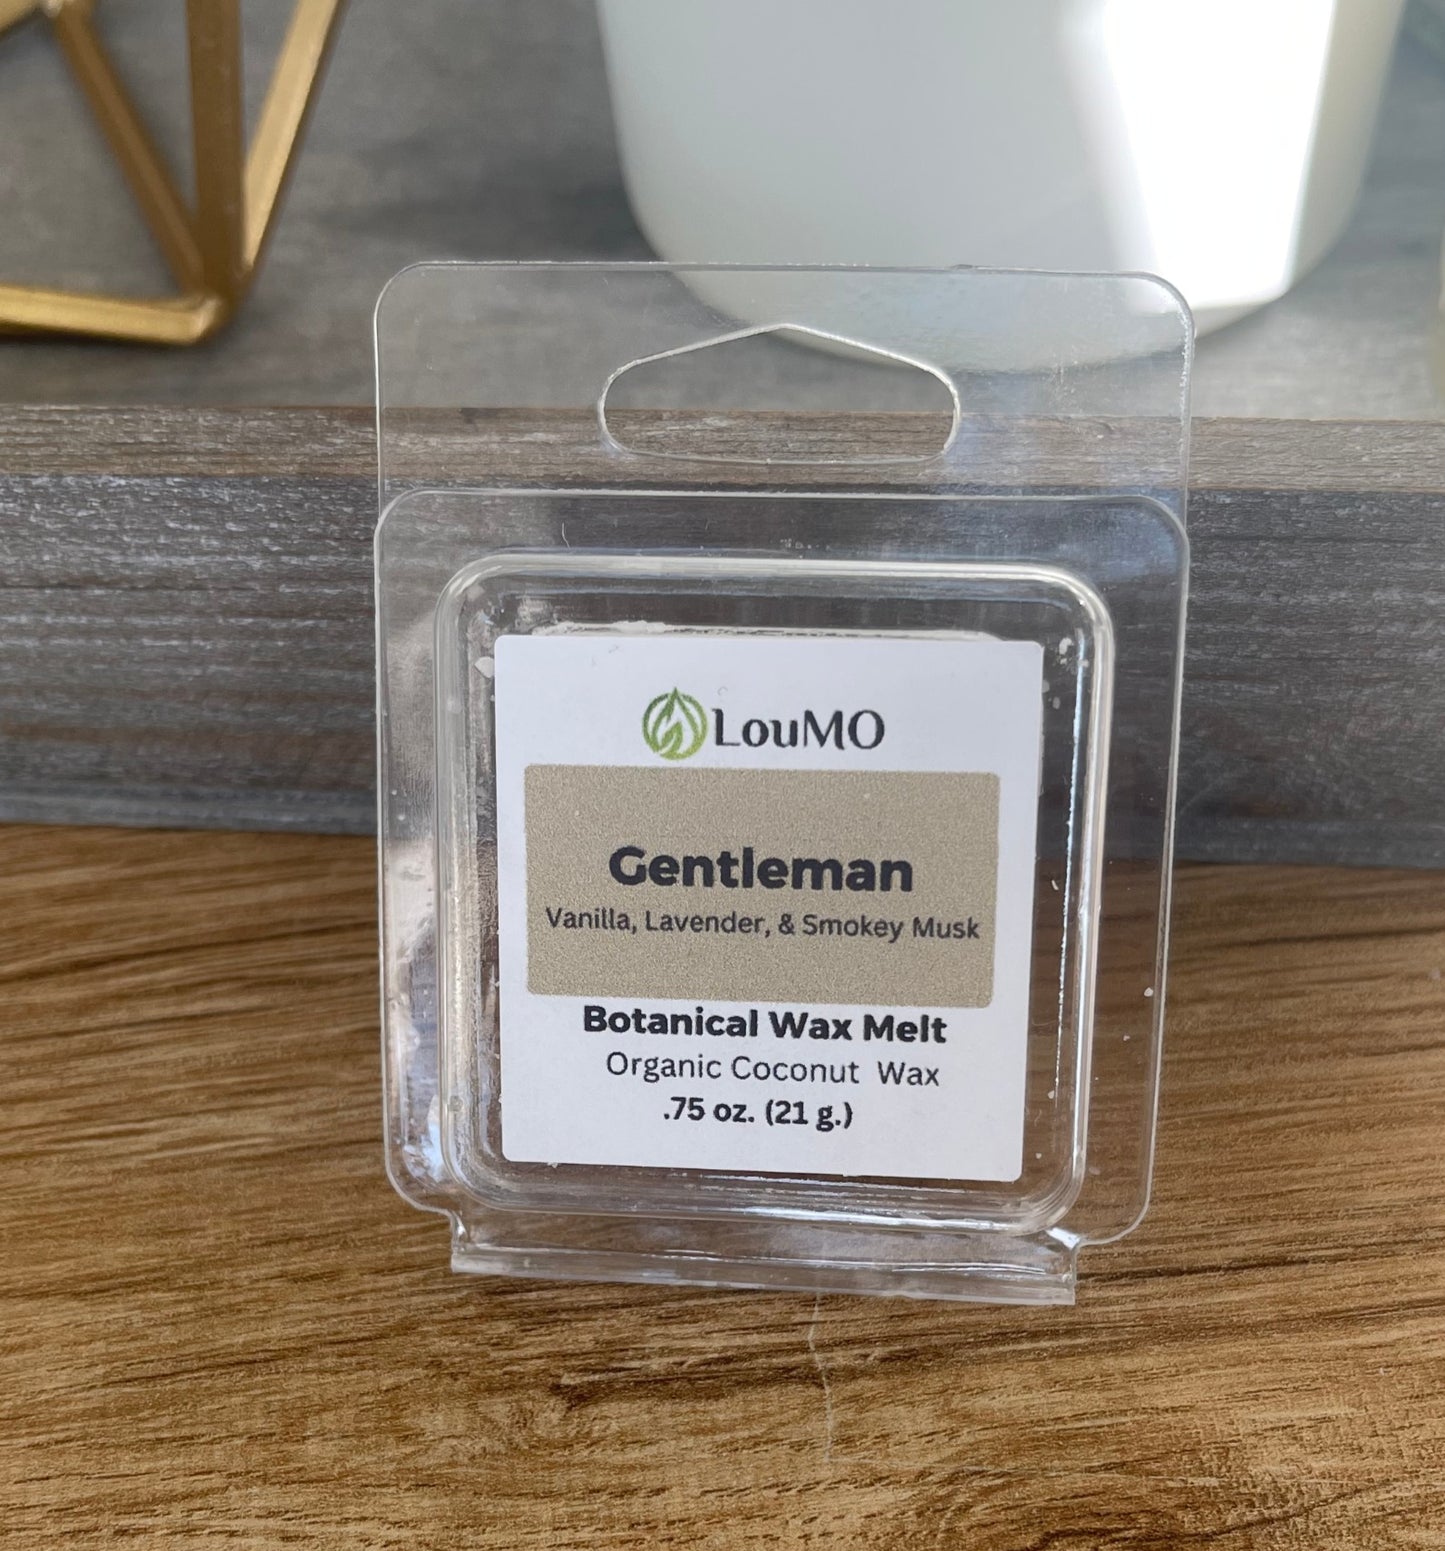 LouMO
Gentleman
Vanilla, Lavender, & Smokey Musk
Botanical Wax Melt
Organic Coconut Wax
.75 oz. (21 g.)